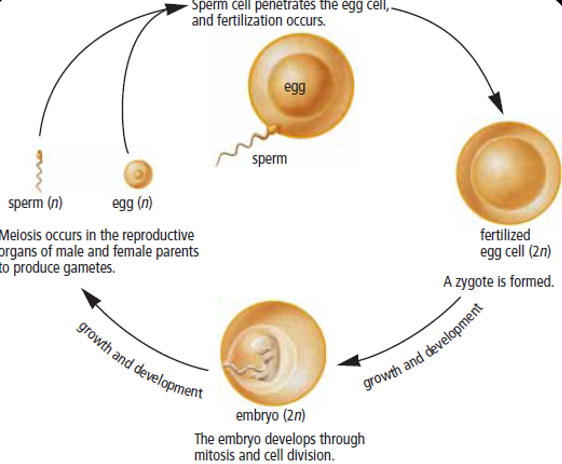 Sperm cell penetrates the egg cell,
and fertilization occurs.
egg
sperm
sperm (n)
egg (n)
Meiosis occurs in the reproductive
organs of male and female parents
to produce gametes.
fertilized
egg cell (2n)
A zygote is formed.
growth and development
growth and development
embryo (2n)
The embryo develops through
mitosis and cell division.